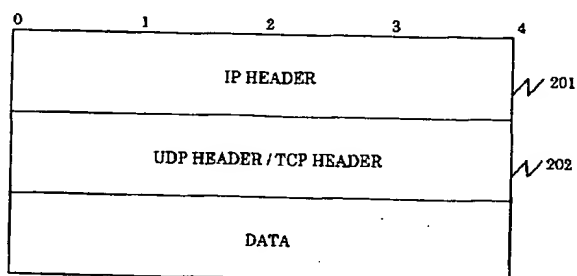 0 1 2 3 4
IP HEADER
201
UDP HEADER / TCP HEADER
202
DATA